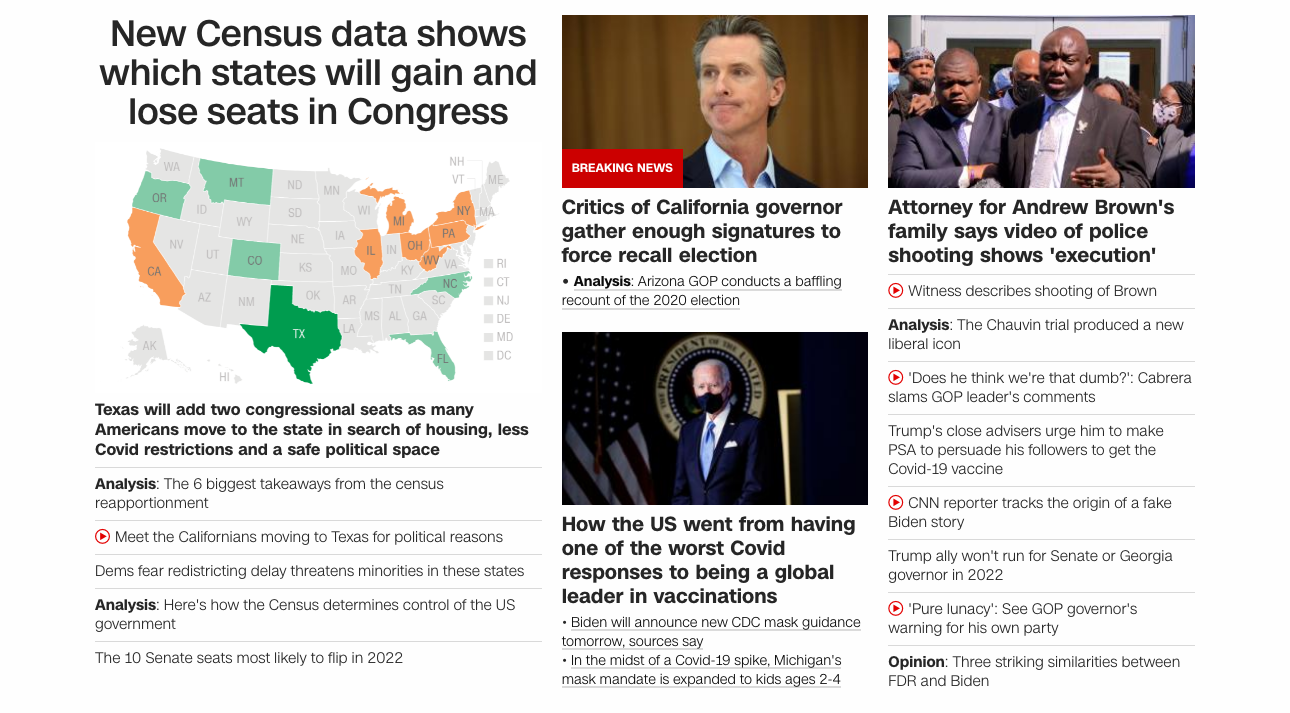 New Census data shows
which states will gain and
lose seats in Congress
WA
MT
ND
MN
NH
VT
ME
OR
ID
WY
SD
WI
MI
NY
MA
NV
UT
CO
NE
IA
IL
IN
OH
PA
CA
KS
MO
KY
WV
VA
RI
CT
AZ
NM
OK
AR
TN
NC
SC
NJ
TX
LA
MS
AL
GA
DE
MD
DC
AK
HI
FL
Texas will add two congressional seats as many
Americans move to the state in search of housing, less
Covid restrictions and a safe political space
Analysis: The 6 biggest takeaways from the census
reapportionment
Meet the Californians moving to Texas for political reasons
Dems fear redistricting delay threatens minorities in these states
Analysis: Here's how the Census determines control of the US
government
The 10 Senate seats most likely to flip in 2022
BREAKING NEWS
Critics of California governor
gather enough signatures to
force recall election
• Analysis: Arizona GOP conducts a baffling
recount of the 2020 election
PRESIDENT OF THE UNITED STATES
How the US went from having
one of the worst Covid
responses to being a global
leader in vaccinations
• Biden will announce new CDC mask guidance
tomorrow, sources say
• In the midst of a Covid-19 spike, Michigan's
mask mandate is expanded to kids ages 2-4
Attorney for Andrew Brown's
family says video of police
shooting shows 'execution'
Witness describes shooting of Brown
Analysis: The Chauvin trial produced a new
liberal icon
'Does he think we're that dumb?': Cabrera
slams GOP leader's comments
Trump's close advisers urge him to make
PSA to persuade his followers to get the
Covid-19 vaccine
CNN reporter tracks the origin of a fake
Biden story
Trump ally won't run for Senate or Georgia
governor in 2022
'Pure lunacy': See GOP governor's
warning for his own party
Opinion: Three striking similarities between
FDR and Biden